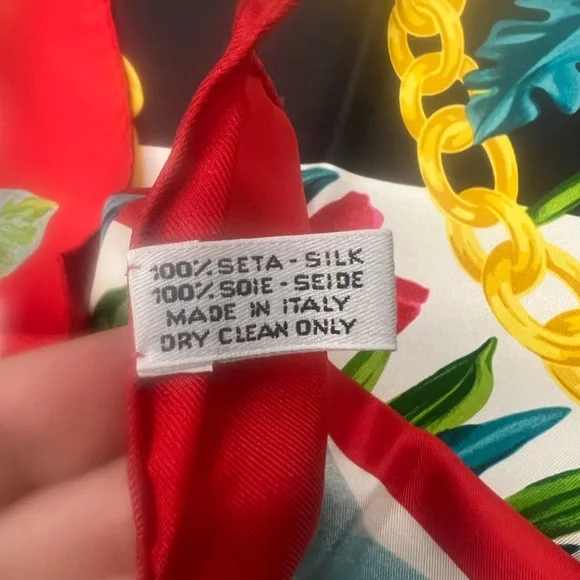 100% SETA - SILK
100% SOIE - SEIDE
MADE IN ITALY
DRY CLEAN ONLY